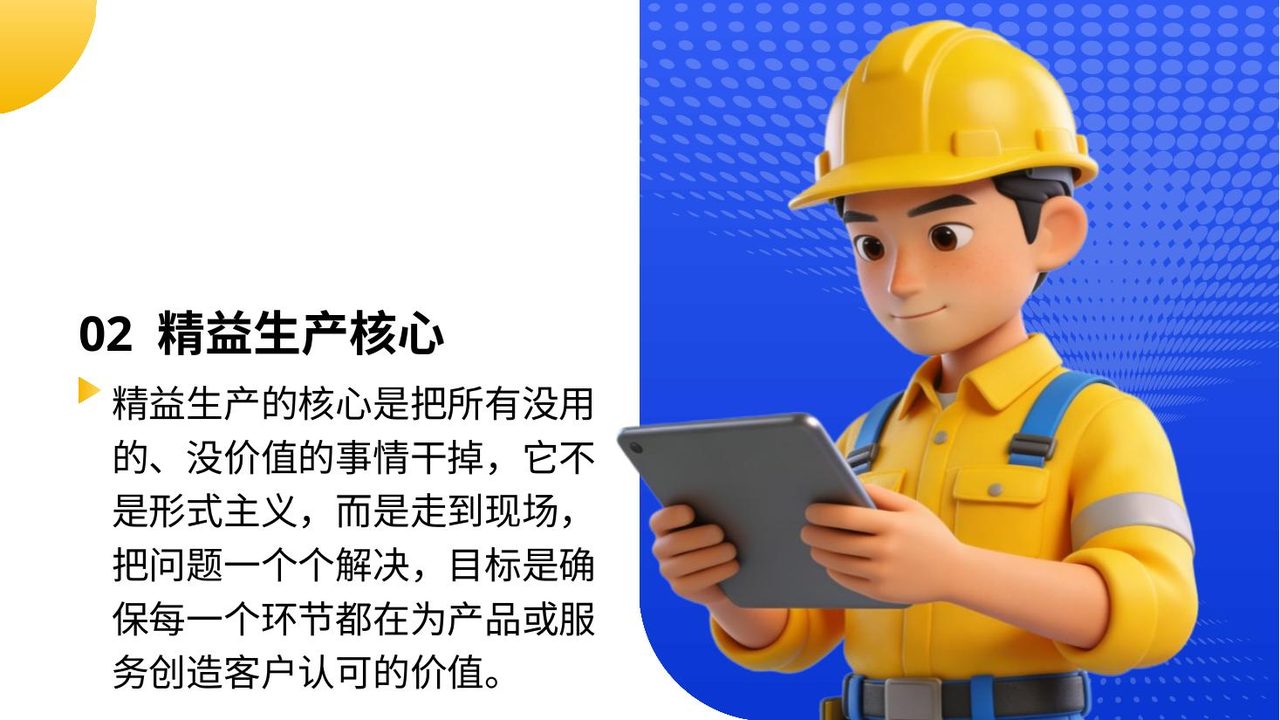 02 精益生产核心
精益生产的核心是把所有没用
的、没价值的事情干掉，它不
是形式主义，而是走到现场，
把问题一个个解决，目标是确
保每一个环节都在为产品或服
务创造客户认可的价值。